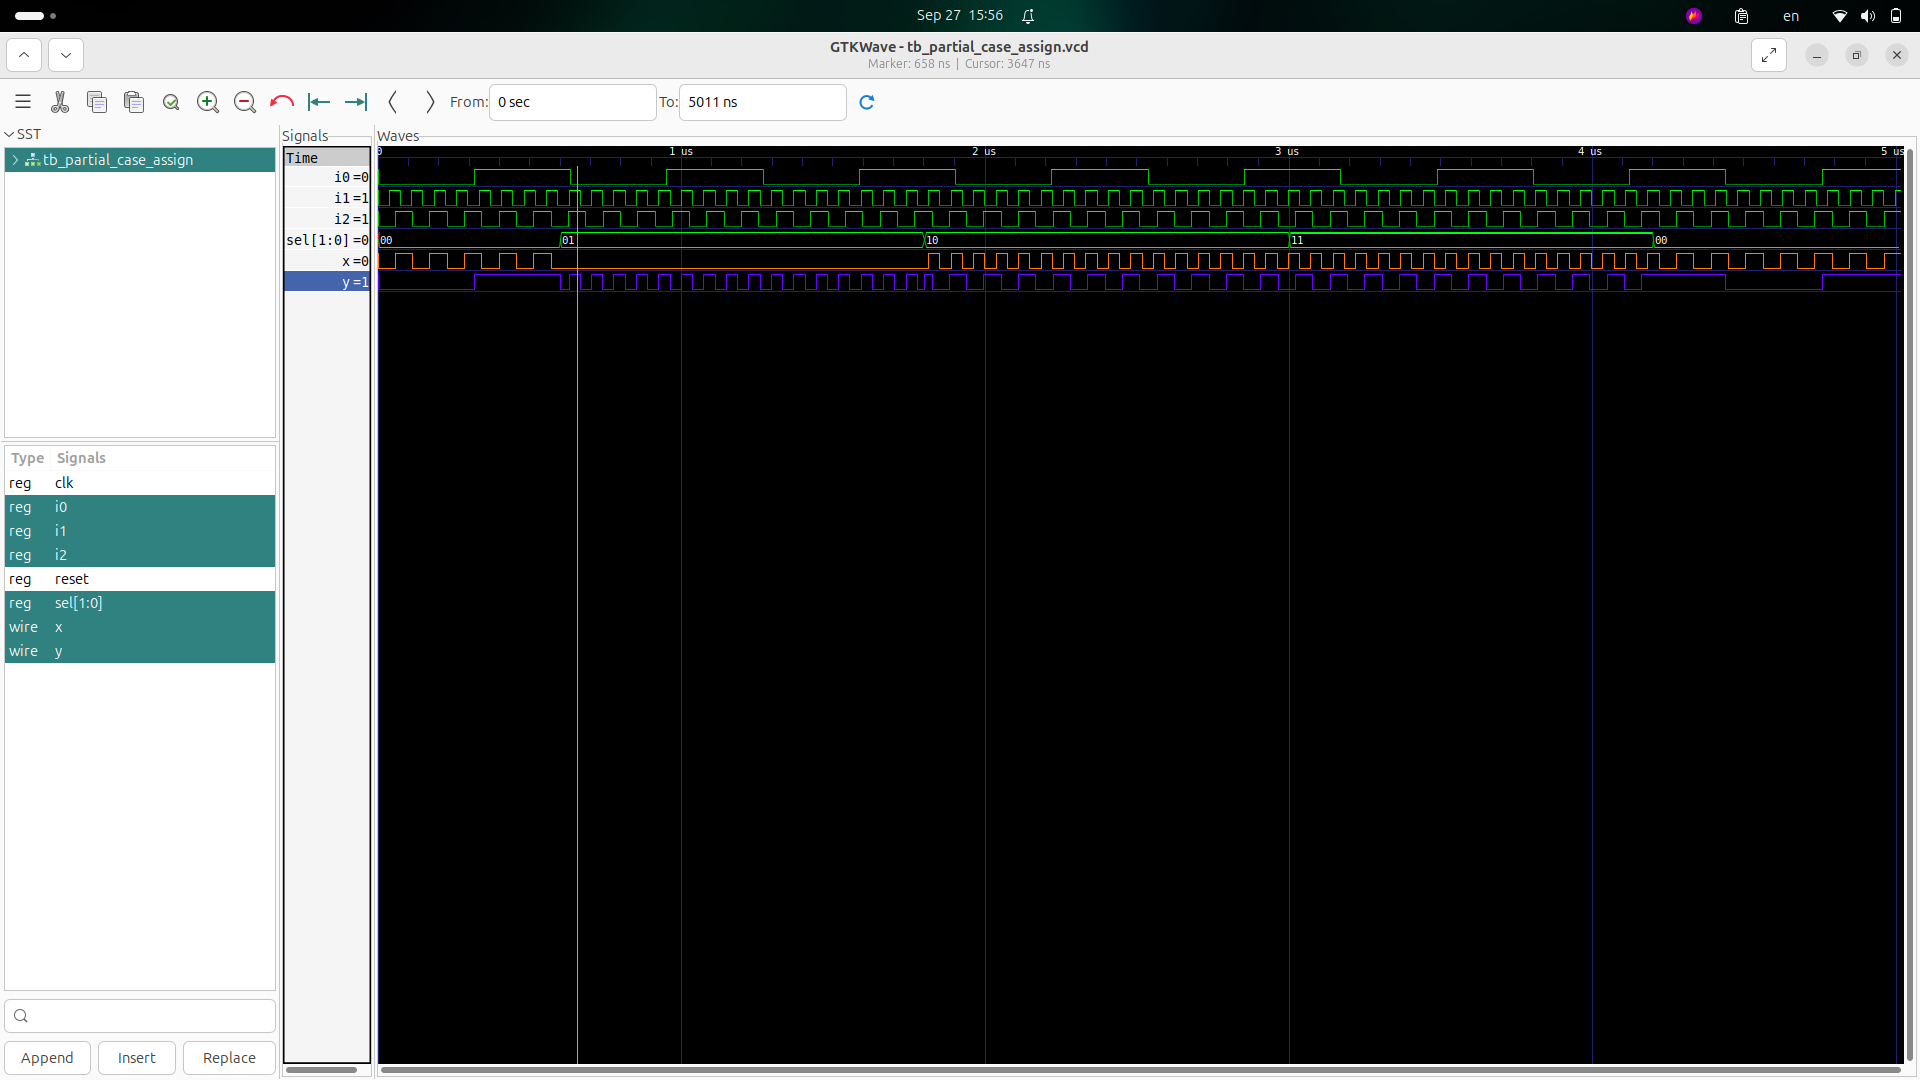 Sep 27 15:56
en
GTKWave - tb_partial_case_assign.vcd
Marker: 658 ns | Cursor: 3647 ns
From: 0 sec To: 5011 ns
SST
tb_partial_case_assign
Type Signals
reg clk
reg i0
reg i1
reg i2
reg reset
reg sel[1:0]
wire x
wire y
Append Insert Replace
Signals
Time
i0 =0
i1 =1
i2 =1
sel[1:0] =0
x =0
y =1
Waves
0 1 us 2 us 3 us 4 us 5 us
00 01 10 11 00